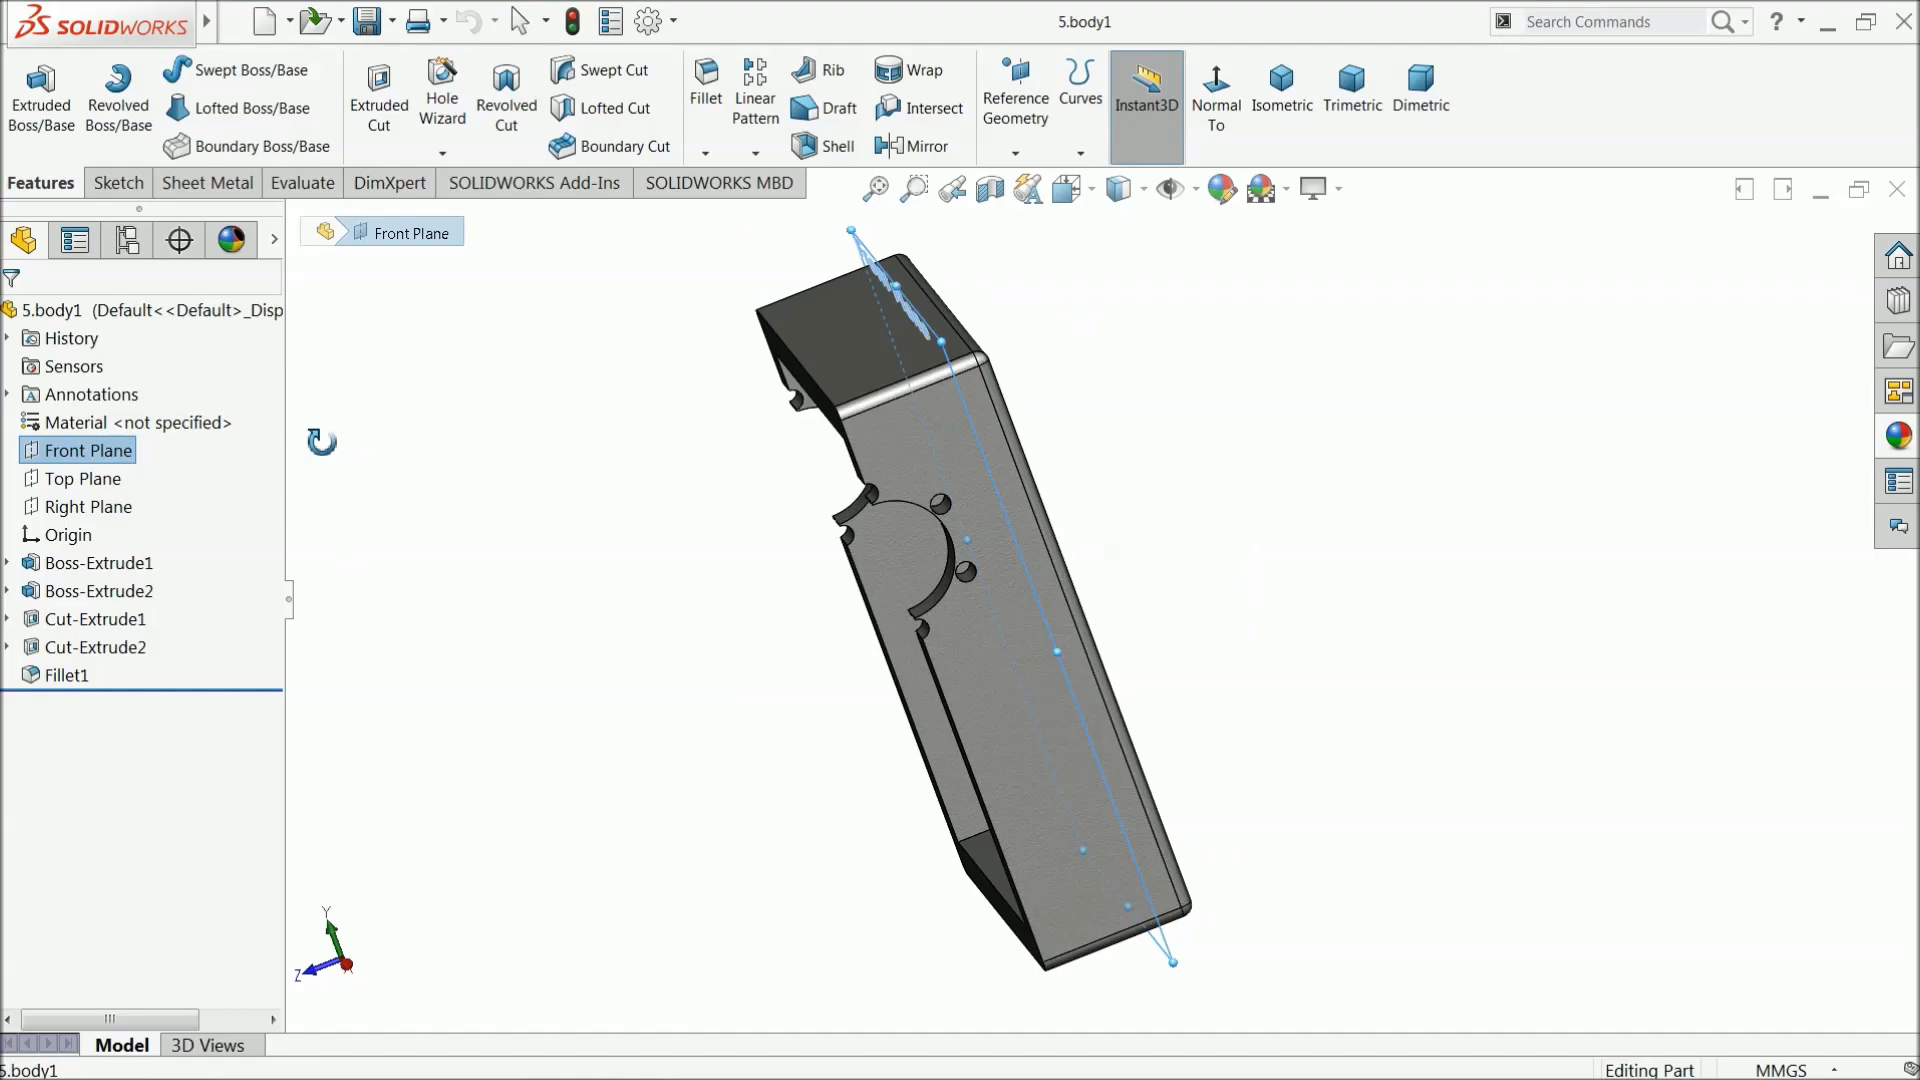 SOLIDWORKS
5.body1
Search Commands
Extruded Boss/Base
Revolved Boss/Base
Swept Boss/Base
Lofted Boss/Base
Boundary Boss/Base
Extruded Cut
Hole Wizard
Revolved Cut
Swept Cut
Lofted Cut
Boundary Cut
Fillet
Linear Pattern
Rib
Draft
Shell
Wrap
Intersect
Mirror
Reference Geometry
Curves
Instant3D
Normal To
Isometric
Trimetric
Dimetric
Features
Sketch
Sheet Metal
Evaluate
DimXpert
SOLIDWORKS Add-Ins
SOLIDWORKS MBD
Front Plane
5.body1 (Default<<Default>_Disp
History
Sensors
Annotations
Material <not specified>
Front Plane
Top Plane
Right Plane
Origin
Boss-Extrude1
Boss-Extrude2
Cut-Extrude1
Cut-Extrude2
Fillet1
Y
Z
X
Model
3D Views
5.body1
Editing Part
MMGS